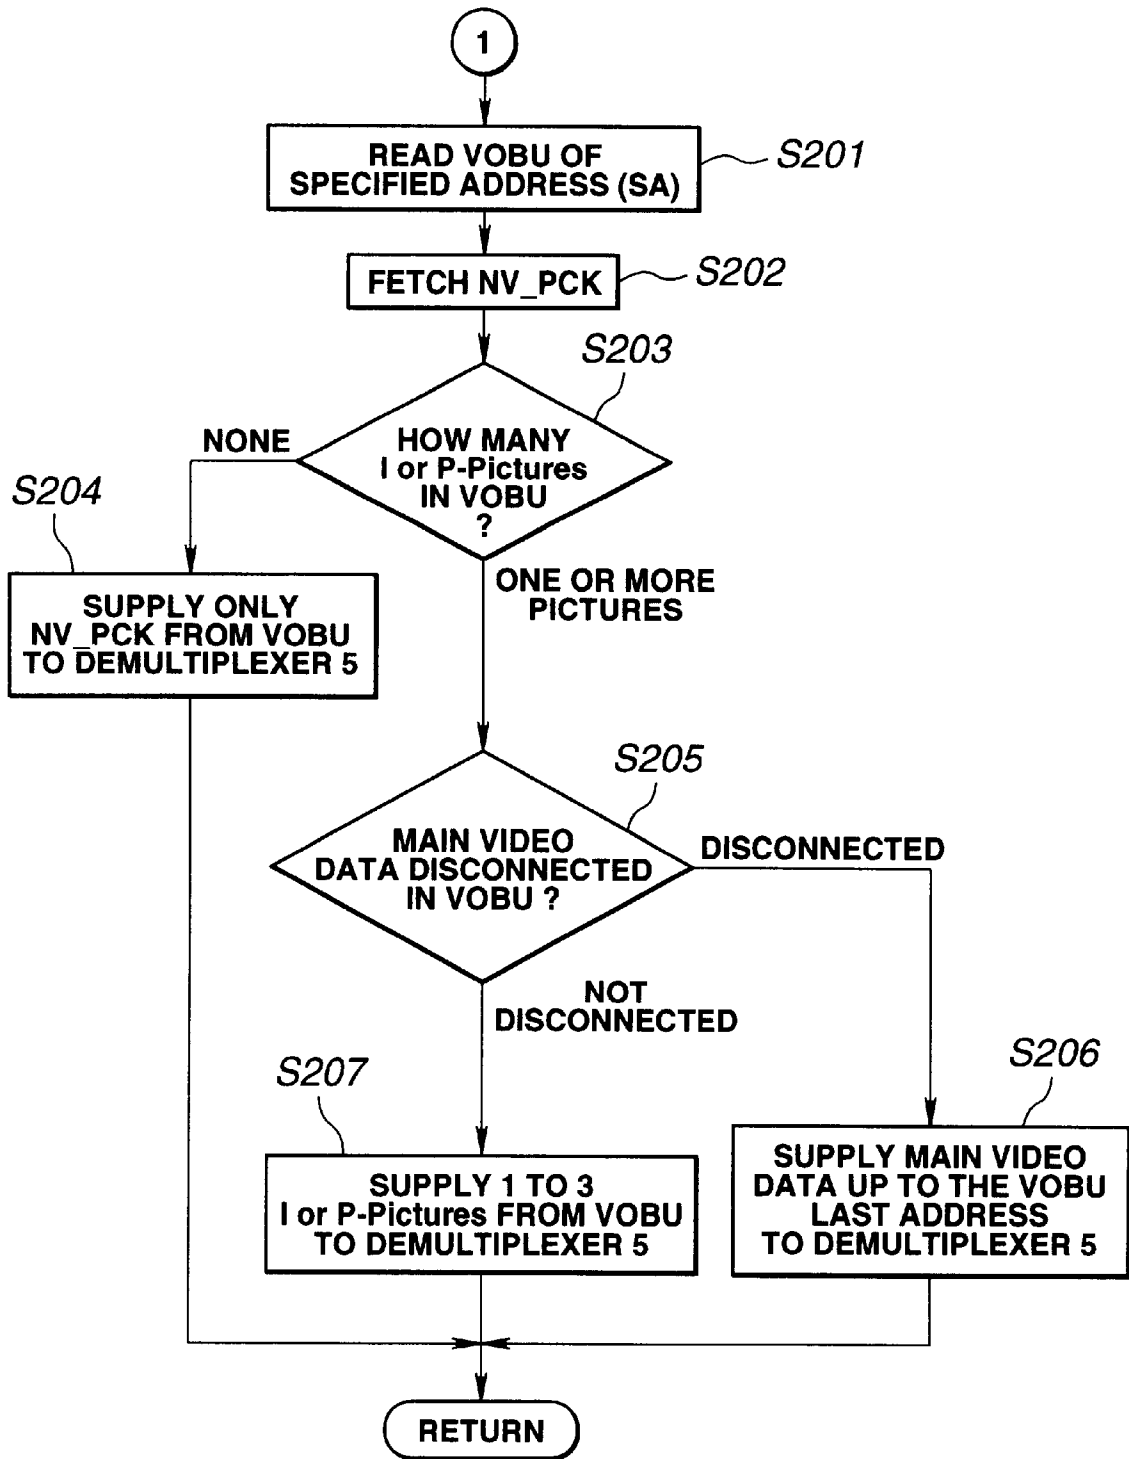 1
READ VOBU OF
SPECIFIED ADDRESS (SA)
S201
FETCH NV_PCK
S202
S203
HOW MANY
I or P-Pictures
IN VOBU
?
NONE
S204
SUPPLY ONLY
NV_PCK FROM VOBU
TO DEMULTIPLEXER 5
ONE OR MORE
PICTURES
S205
MAIN VIDEO
DATA DISCONNECTED
IN VOBU ?
DISCONNECTED
NOT
DISCONNECTED
S207
SUPPLY 1 TO 3
I or P-Pictures FROM VOBU
TO DEMULTIPLEXER 5
S206
SUPPLY MAIN VIDEO
DATA UP TO THE VOBU
LAST ADDRESS
TO DEMULTIPLEXER 5
RETURN